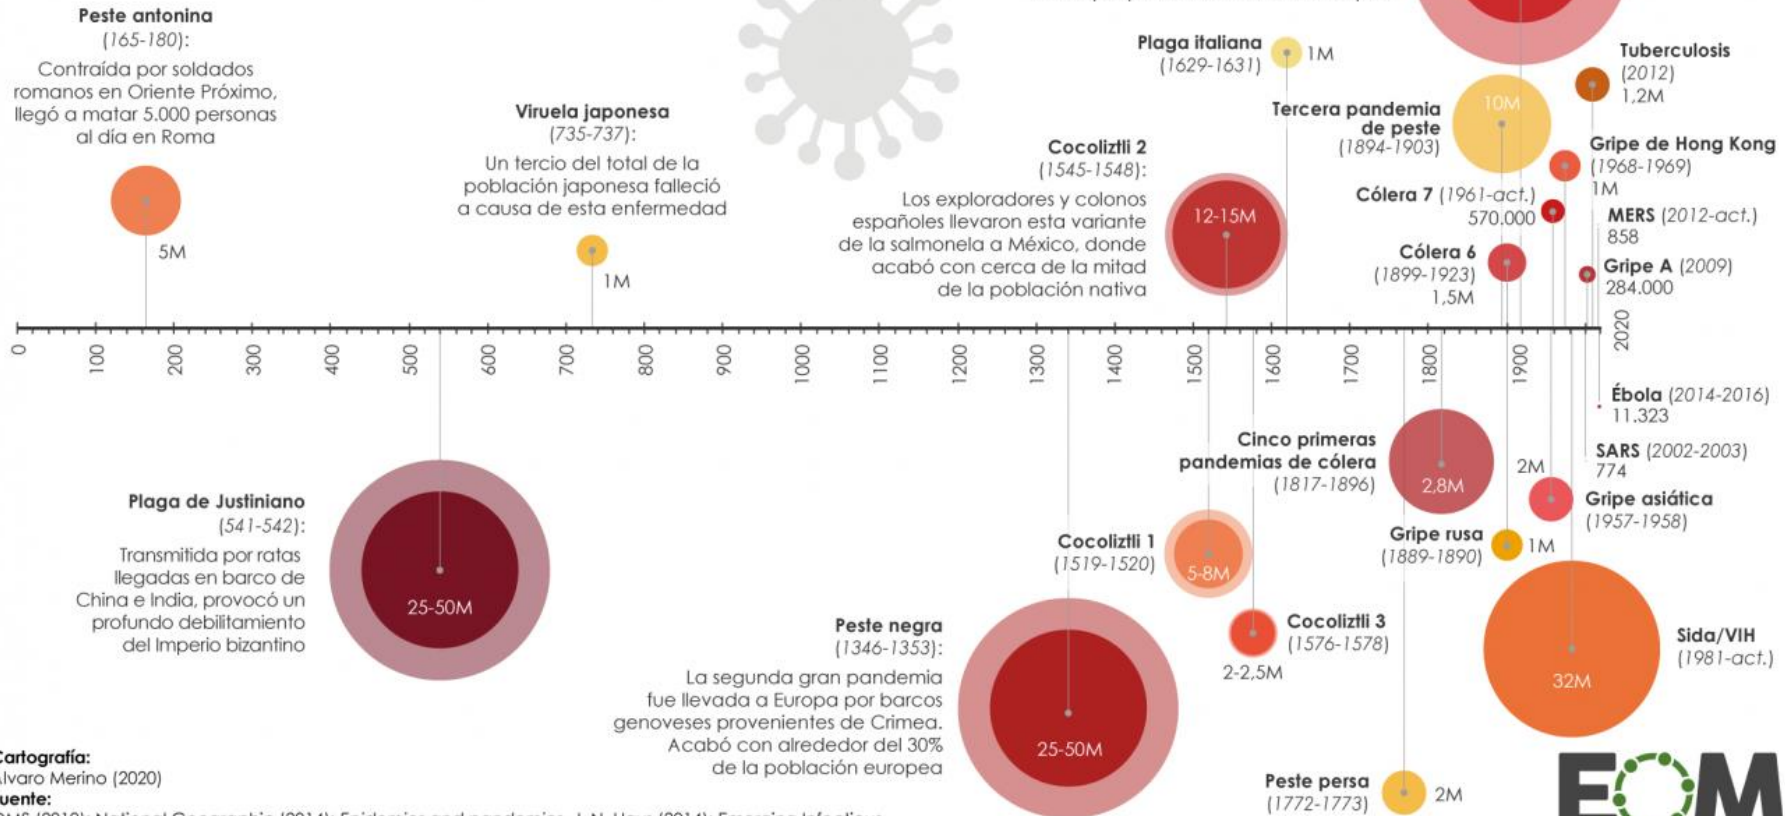 Peste antonina
(165-180):
Contraída por soldados
romanos en Oriente Próximo,
llegó a matar 5.000 personas
al día en Roma
5M
Viruela japonesa
(735-737):
Un tercio del total de la
población japonesa falleció
a causa de esta enfermedad
1M
Cocoliztli 2
(1545-1548):
Los exploradores y colonos
españoles llevaron esta variante
de la salmonela a México, donde
acabó con cerca de la mitad
de la población nativa
12-15M
Plaga italiana
(1629-1631)
1M
Tercera pandemia
de peste
(1894-1903)
10M
Tuberculosis
(2012)
1,2M
Gripe de Hong Kong
(1968-1969)
1M
Cólera 7 (1961-act.)
570.000
MERS (2012-act.)
858
Cólera 6
(1899-1923)
1,5M
Gripe A (2009)
284.000
0
100
200
300
400
500
600
700
800
900
1000
1100
1200
1300
1400
1500
1600
1700
1800
1900
2020
Plaga de Justiniano
(541-542):
Transmitida por ratas
llegadas en barco de
China e India, provocó un
profundo debilitamiento
del Imperio bizantino
25-50M
Peste negra
(1346-1353):
La segunda gran pandemia
fue llevada a Europa por barcos
genoveses provenientes de Crimea.
Acabó con alrededor del 30%
de la población europea
25-50M
Cocoliztli 1
(1519-1520)
5-8M
Cocoliztli 3
(1576-1578)
2-2,5M
Cinco primeras
pandemias de cólera
(1817-1896)
2,8M
Ébola (2014-2016)
11.323
SARS (2002-2003)
774
2M
Gripe asiática
(1957-1958)
Gripe rusa
(1889-1890)
1M
Sida/VIH
(1981-act.)
32M
Peste persa
(1772-1773)
2M
Cartografía:
Álvaro Merino (2020)
EOM